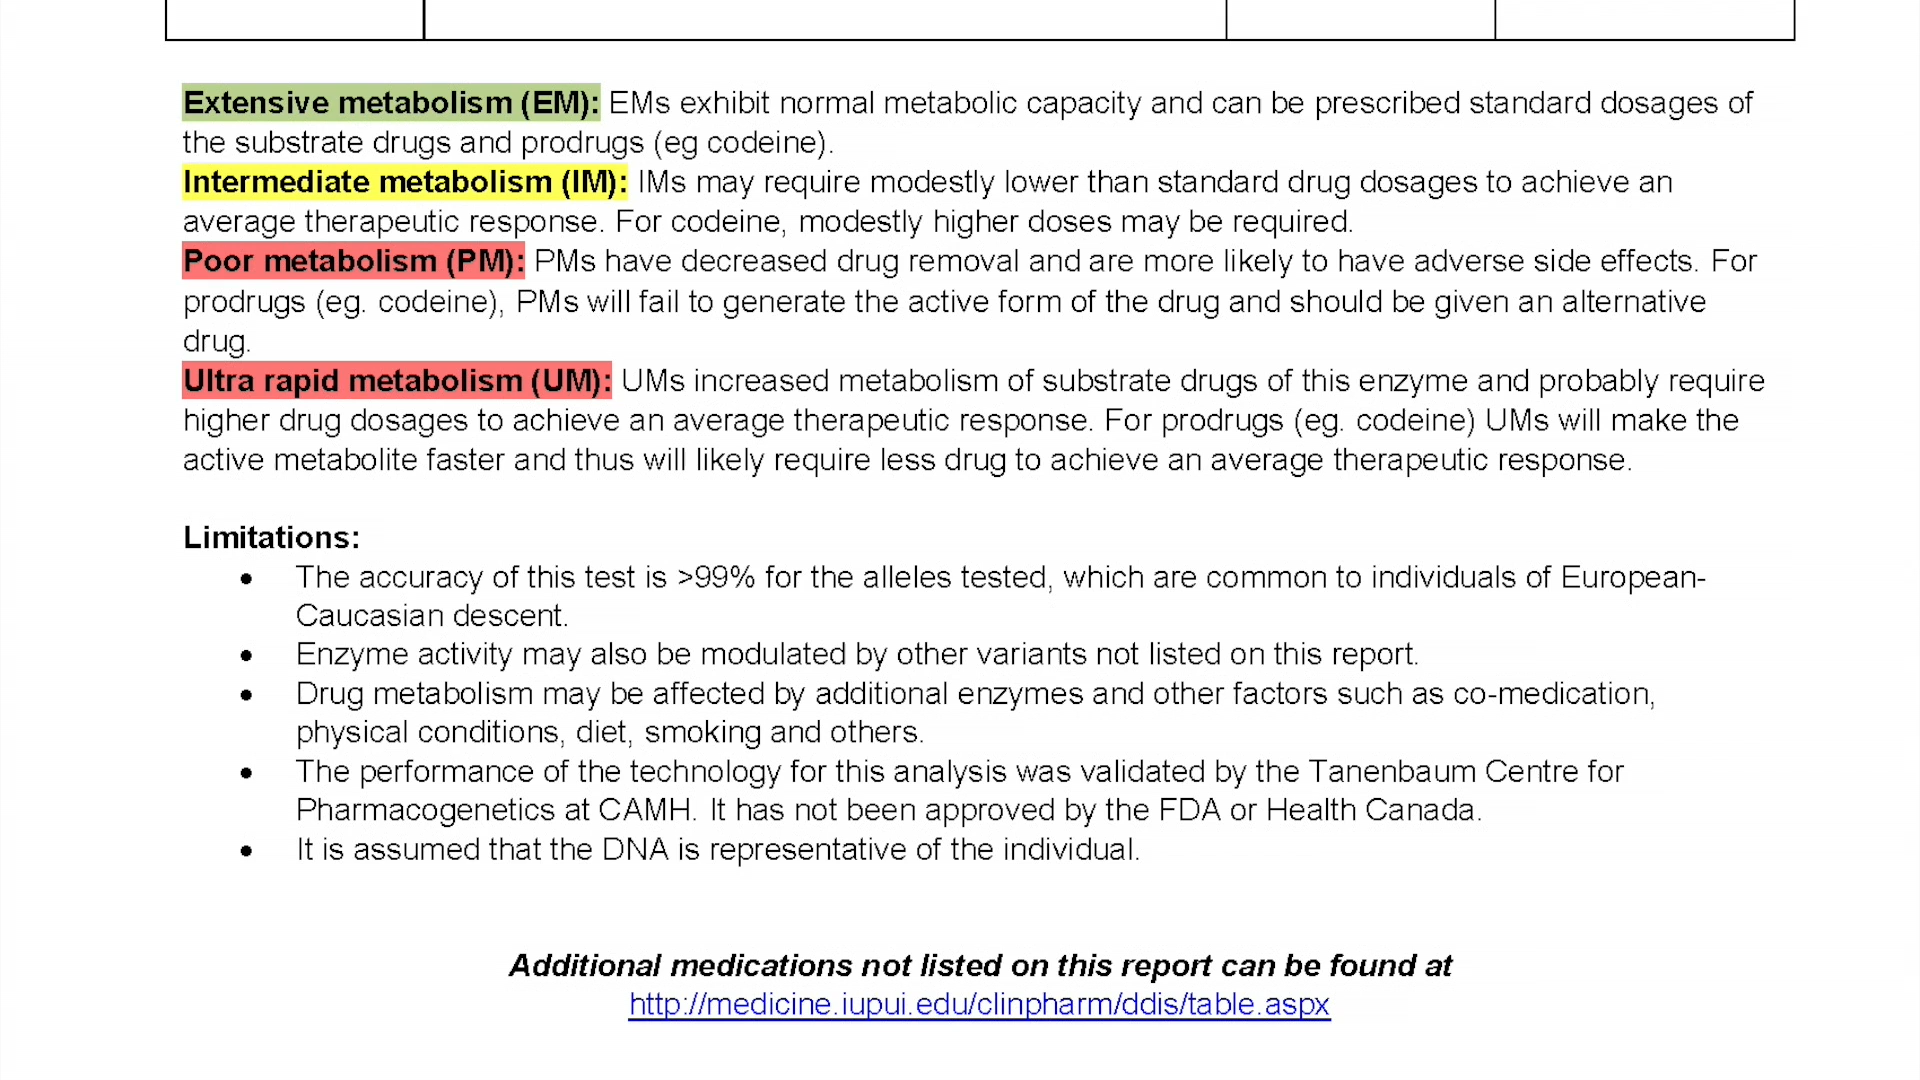 Extensive metabolism (EM): EMs exhibit normal metabolic capacity and can be prescribed standard dosages of
the substrate drugs and prodrugs (eg codeine).
Intermediate metabolism (IM): IMs may require modestly lower than standard drug dosages to achieve an
average therapeutic response. For codeine, modestly higher doses may be required.
Poor metabolism (PM): PMs have decreased drug removal and are more likely to have adverse side effects. For
prodrugs (eg. codeine), PMs will fail to generate the active form of the drug and should be given an alternative
drug.
Ultra rapid metabolism (UM): UMs increased metabolism of substrate drugs of this enzyme and probably require
higher drug dosages to achieve an average therapeutic response. For prodrugs (eg. codeine) UMs will make the
active metabolite faster and thus will likely require less drug to achieve an average therapeutic response.
Limitations:
• The accuracy of this test is >99% for the alleles tested, which are common to individuals of European-
Caucasian descent.
• Enzyme activity may also be modulated by other variants not listed on this report.
• Drug metabolism may be affected by additional enzymes and other factors such as co-medication,
physical conditions, diet, smoking and others.
• The performance of the technology for this analysis was validated by the Tanenbaum Centre for
Pharmacogenetics at CAMH. It has not been approved by the FDA or Health Canada.
• It is assumed that the DNA is representative of the individual.
Additional medications not listed on this report can be found at
http://medicine.iupui.edu/clinpharm/ddis/table.aspx